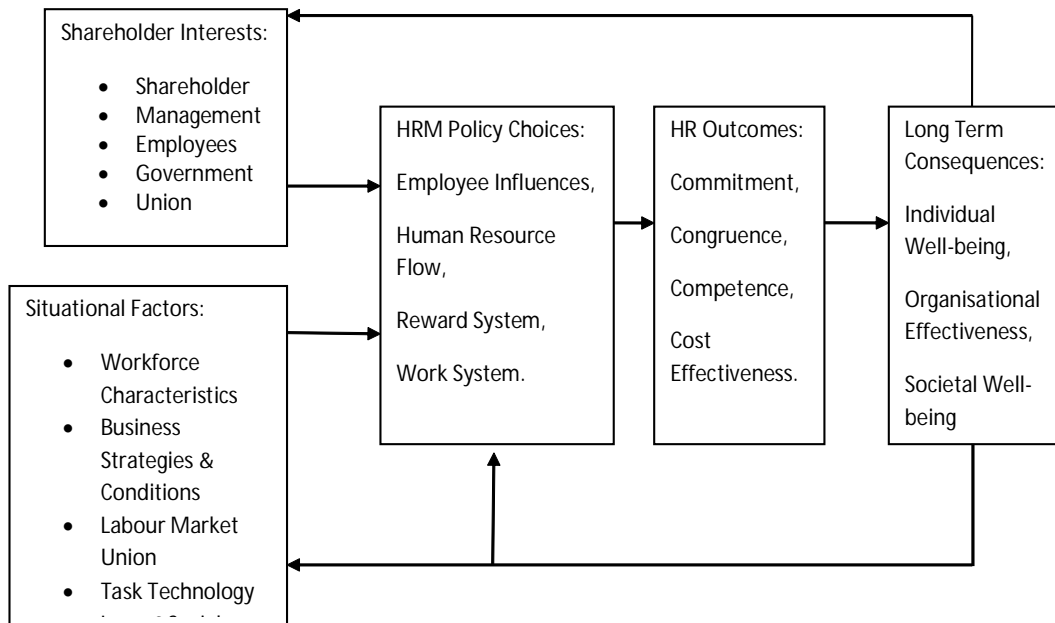 Shareholder Interests:
• Shareholder
• Management
• Employees
• Government
• Union
Situational Factors:
• Workforce
Characteristics
• Business
Strategies &
Conditions
• Labour Market
Union
• Task Technology
HRM Policy Choices:
Employee Influences,
Human Resource
Flow,
Reward System,
Work System.
HR Outcomes:
Commitment,
Congruence,
Competence,
Cost
Effectiveness.
Long Term
Consequences:
Individual
Well-being,
Organisational
Effectiveness,
Societal Well-
being